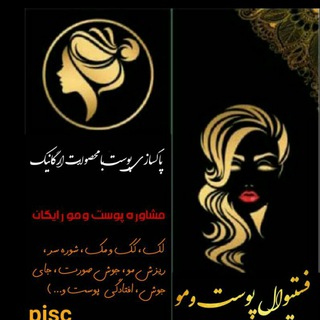 پاکسازی پوست با محصولات ارگانیک
مشاوره پوست و مو رایگان
لک، کک و مک، شوره سر،
ریزش مو، جوش صورت، جای
جوش، افتادگی پوست و... )
pisc
فستیوال پوست و مو